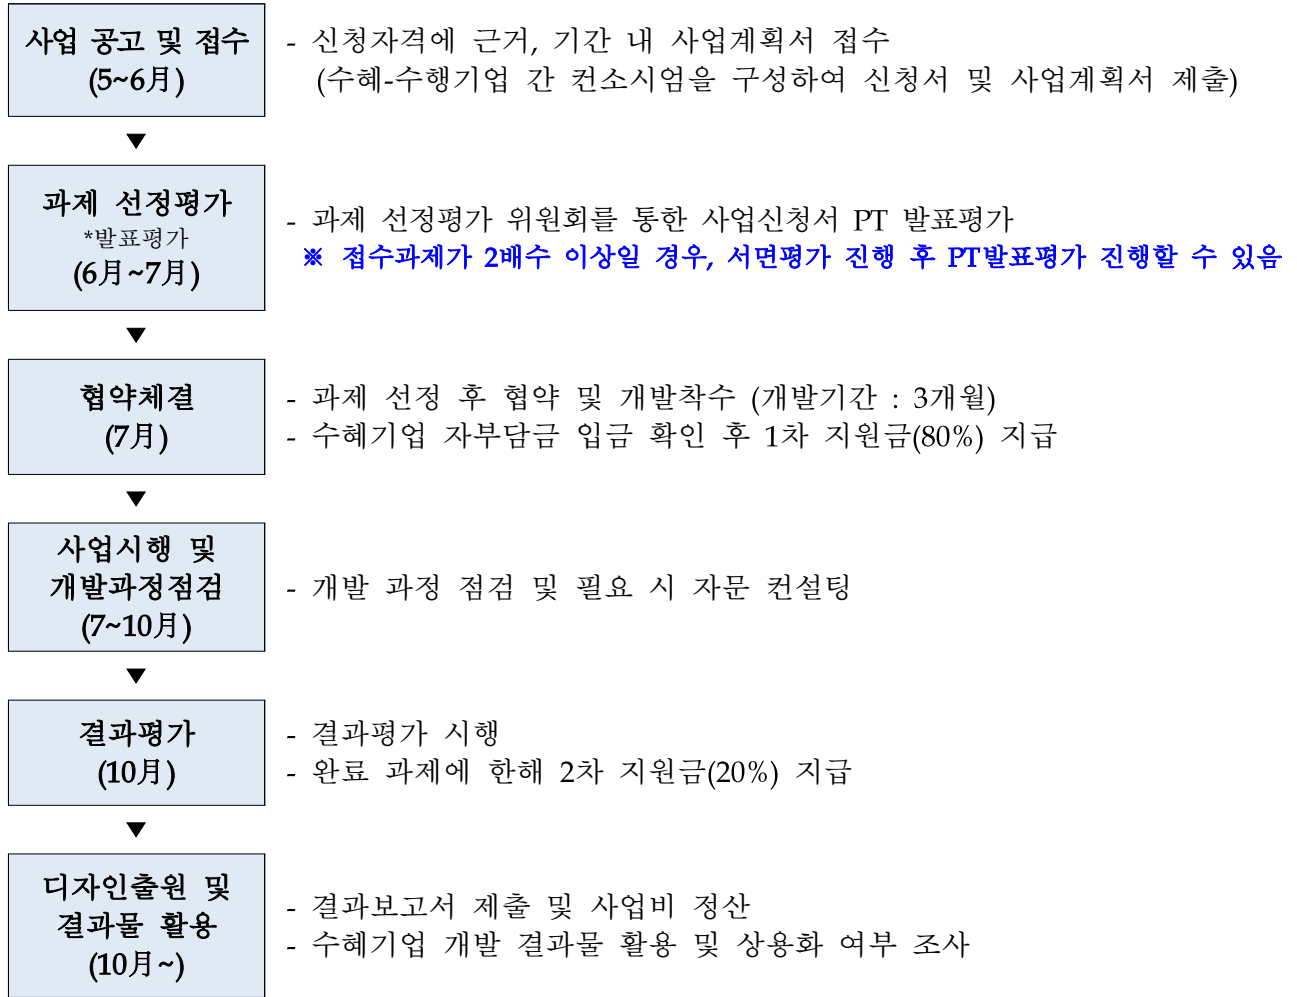 사업 공고 및 접수
(5~6月)
- 신청자격에 근거, 기간 내 사업계획서 접수
(수혜-수행기업 간 컨소시엄을 구성하여 신청서 및 사업계획서 제출)
▼
과제 선정평가
*발표평가
(6月~7月)
- 과제 선정평가 위원회를 통한 사업신청서 PT 발표평가
※ 접수과제가 2배수 이상일 경우, 서면평가 진행 후 PT발표평가 진행할 수 있음
▼
협약체결
(7月)
- 과제 선정 후 협약 및 개발착수 (개발기간 : 3개월)
- 수혜기업 자부담금 입금 확인 후 1차 지원금(80%) 지급
▼
사업시행 및
개발과정점검
(7~10月)
- 개발 과정 점검 및 필요 시 자문 컨설팅
▼
결과평가
(10月)
- 결과평가 시행
- 완료 과제에 한해 2차 지원금(20%) 지급
▼
디자인출원 및
결과물 활용
(10月~)
- 결과보고서 제출 및 사업비 정산
- 수혜기업 개발 결과물 활용 및 상용화 여부 조사